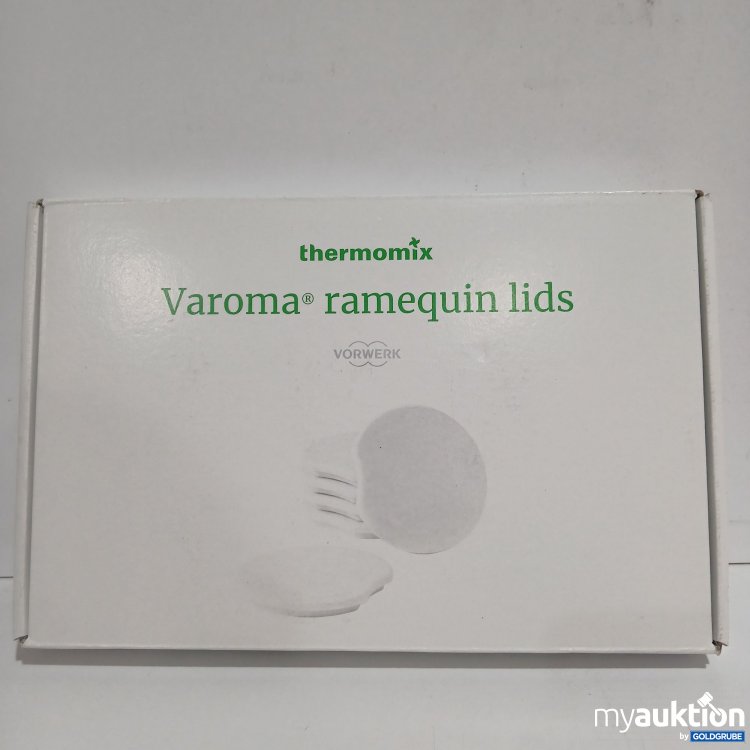 thermomix
Varoma® ramequin lids
VORWERK
myauktion
by GOLDGRUBE